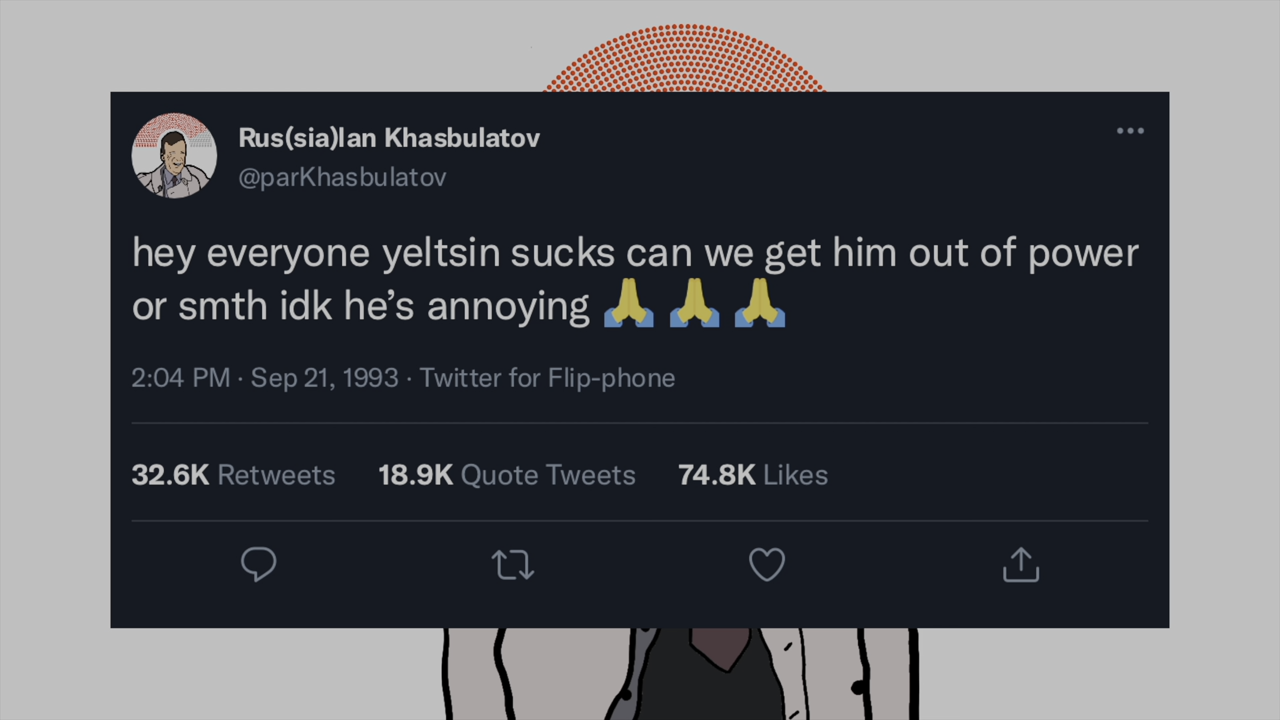 Rus(sia)lan Khasbulatov
@parKhasbulatov
hey everyone yeltsin sucks can we get him out of power
or smth idk he's annoying 🙏 🙏 🙏
2:04 PM · Sep 21, 1993 · Twitter for Flip-phone
32.6K Retweets 18.9K Quote Tweets 74.8K Likes